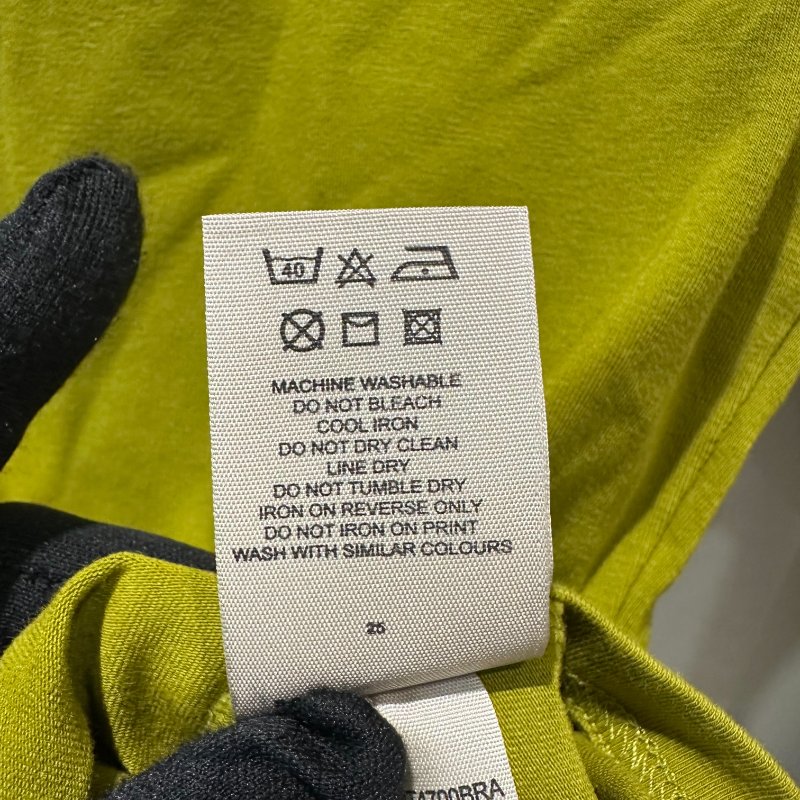 40
MACHINE WASHABLE
DO NOT BLEACH
COOL IRON
DO NOT DRY CLEAN
LINE DRY
DO NOT TUMBLE DRY
IRON ON REVERSE ONLY
DO NOT IRON ON PRINT
WASH WITH SIMILAR COLOURS
25